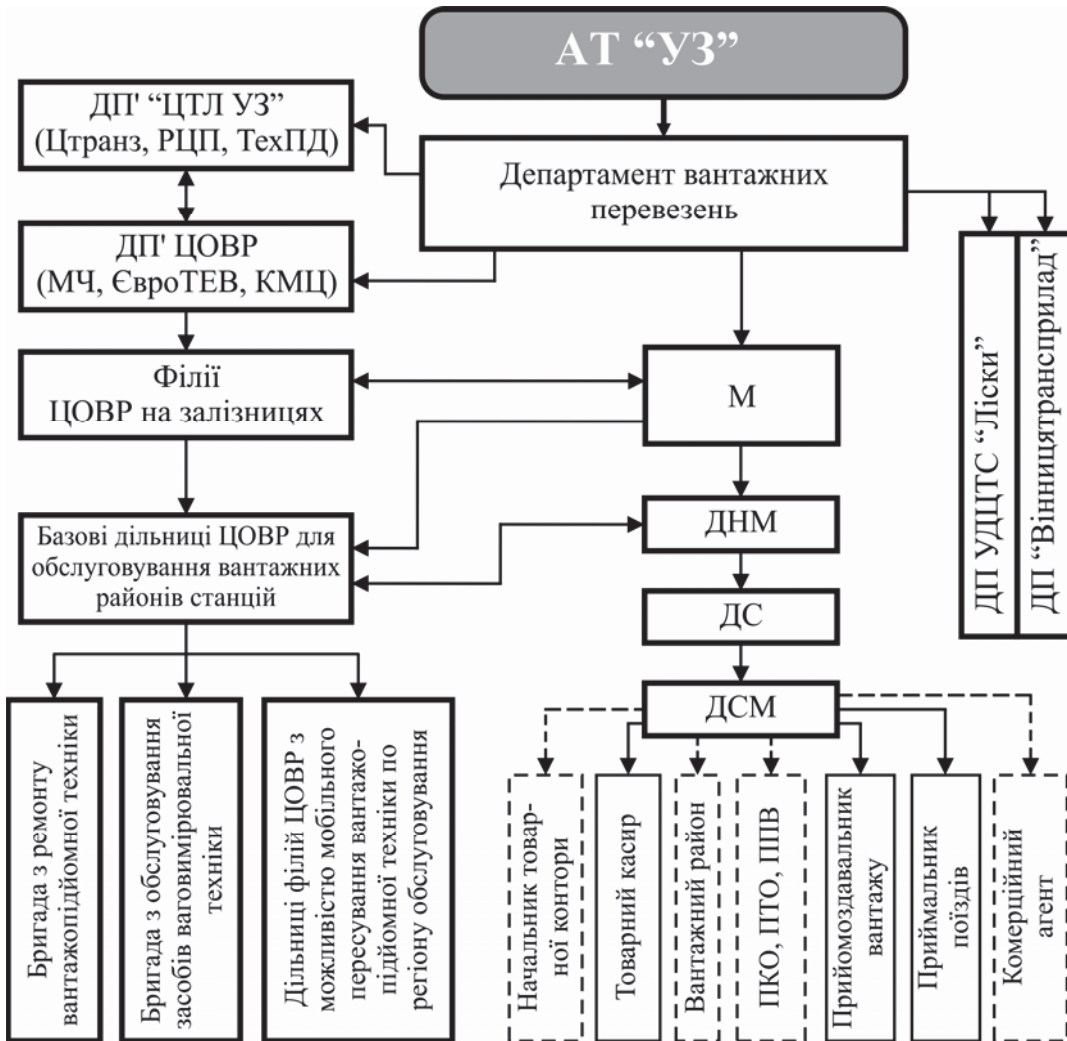 АТ “УЗ”
ДП' “ЦТЛ УЗ”
(Цтранз, РЦП, ТехПД)
Департамент вантажних
перевезень
ДП' ЦОВР
(МЧ, ЄвроТЕВ, КМЦ)
ДП УДЦТС “Ліски”
ДП “Вінницятрансприлад”
Філії
ЦОВР на залізницях
М
Базові дільниці ЦОВР для
обслуговування вантажних
районів станцій
ДНМ
ДС
ДСМ
Бригада з ремонту
вантажопідйомної техніки
Бригада з обслуговування
засобів ваговимірювальної
техніки
Дільниці філій ЦОВР з
можливістю мобільного
пересування вантажо-
підйомної техніки по
регіону обслуговування
Начальник товар-
ної контори
Товарний касир
Вантажний район
ПКО, ПТО, ППВ
Прийомоздавальник
вантажу
Приймальник
поїздів
Комерційний
агент